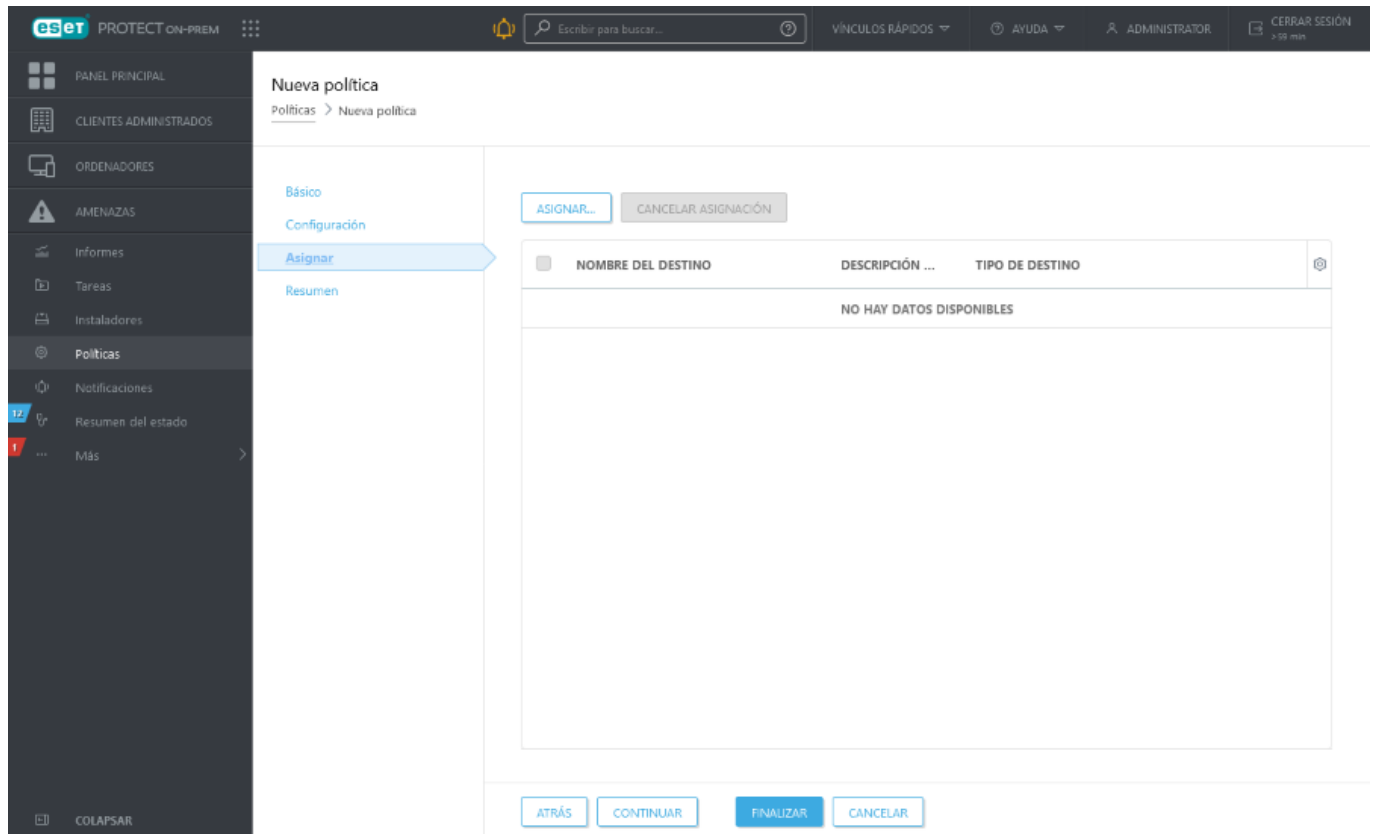 eset PROTECT ON-PREM
Escribir para buscar...
VÍNCULOS RÁPIDOS
AYUDA
ADMINISTRATOR
CERRAR SESIÓN
> 59 min
PANEL PRINCIPAL
CLIENTES ADMINISTRADOS
ORDENADORES
AMENAZAS
Informes
Tareas
Instaladores
Políticas
Notificaciones
12
Resumen del estado
1
Más
COLAPSAR
Nueva política
Políticas > Nueva política
Básico
Configuración
Asignar
Resumen
ASIGNAR... CANCELAR ASIGNACIÓN
NOMBRE DEL DESTINO DESCRIPCIÓN ... TIPO DE DESTINO
NO HAY DATOS DISPONIBLES
ATRÁS CONTINUAR FINALIZAR CANCELAR